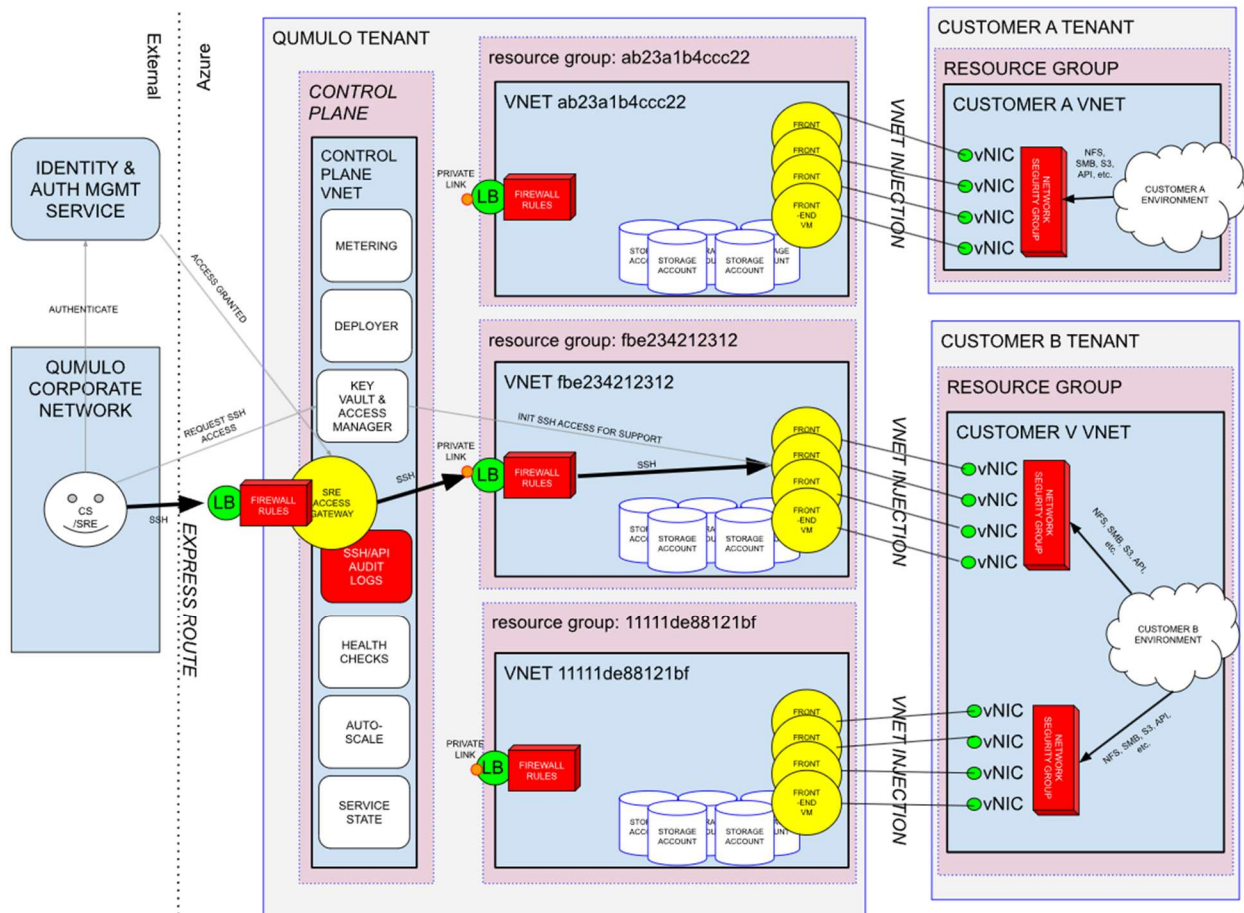 External
Azure
IDENTITY &
AUTH MGMT
SERVICE
AUTHENTICATE
ACCESS GRANTED
QUMULO
CORPORATE
NETWORK
REQUEST SSH
ACCESS
CS
/SRE
SSH
EXPRESS ROUTE
LB
FIREWALL
RULES
QUMULO TENANT
CONTROL
PLANE
CONTROL
PLANE
VNET
METERING
DEPLOYER
KEY
VAULT &
ACCESS
MANAGER
SRE
ACCESS
GATEWAY
SSH/API
AUDIT
LOGS
HEALTH
CHECKS
AUTO-
SCALE
SERVICE
STATE
resource group: ab23a1b4ccc22
VNET ab23a1b4ccc22
PRIVATE
LINK
LB
FIREWALL
RULES
FRONT
FRONT
FRONT
FRONT
-END
VM
STORAGE
ACCOUNT
STORAGE
ACCOUNT
VNET INJECTION
resource group: fbe234212312
VNET fbe234212312
INIT SSH ACCESS FOR SUPPORT
SSH
PRIVATE
LINK
LB
FIREWALL
RULES
SSH
FRONT
FRONT
FRONT
FRONT
-END
VM
STORAGE
ACCOUNT
STORAGE
ACCOUNT
VNET INJECTION
resource group: 11111de88121bf
VNET 11111de88121bf
PRIVATE
LINK
LB
FIREWALL
RULES
FRONT
FRONT
FRONT
FRONT
-END
VM
STORAGE
ACCOUNT
STORAGE
ACCOUNT
VNET INJECTION
CUSTOMER A TENANT
RESOURCE GROUP
CUSTOMER A VNET
vNIC
vNIC
vNIC
vNIC
NETWORK
SEGURITY GROUP
NFS,
SMB, S3,
API, etc.
CUSTOMER A
ENVIRONMENT
CUSTOMER B TENANT
RESOURCE GROUP
CUSTOMER V VNET
vNIC
vNIC
vNIC
vNIC
NETWORK
SEGURITY GROUP
NFS, SMB, S3, API,
etc.
CUSTOMER B
ENVIRONMENT
vNIC
vNIC
vNIC
vNIC
NETWORK
SEGURITY GROUP
NFS, SMB, S3, API,
etc.